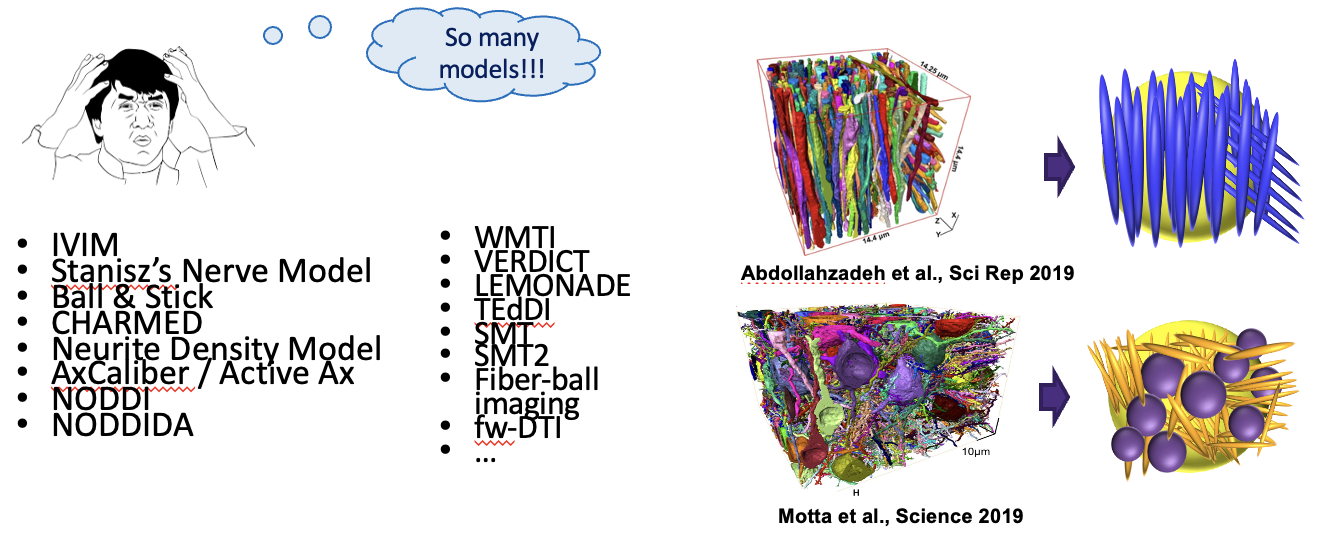 So many
models!!!
• IVIM
• Stanisz's Nerve Model
• Ball & Stick
• CHARMED
• Neurite Density Model
• AxCaliber / Active Ax
• NODDI
• NODDIDA
• WMTI
• VERDICT
• LEMONADE
• TEdDI
• SMT
• SMT2
• Fiber-ball
imaging
• fw-DTI
• ...
14.25 µm
14.4 µm
14.4 µm
Z
X
Y
Abdollahzadeh et al., Sci Rep 2019
10µm
H
Motta et al., Science 2019